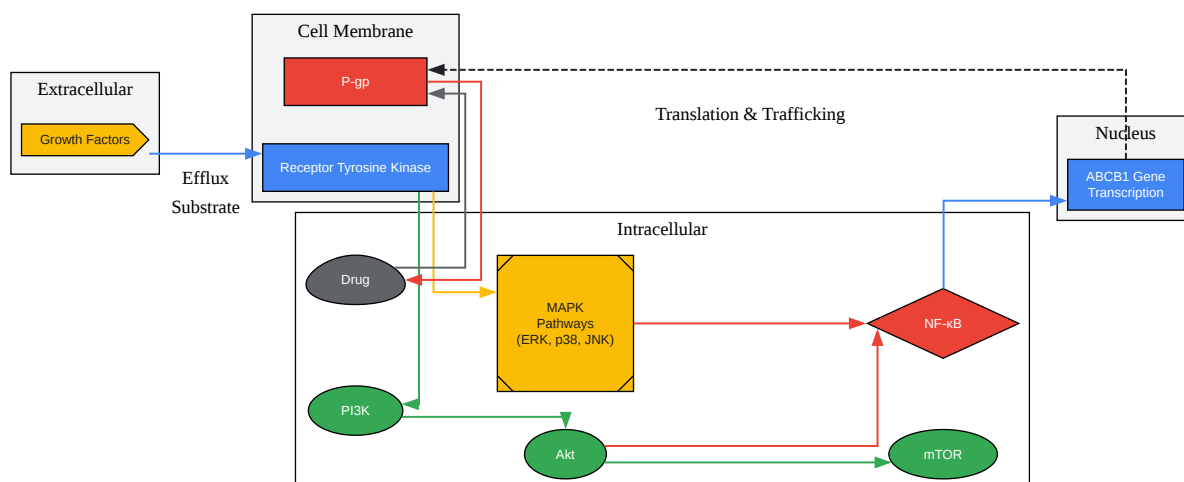 Cell Membrane
P-gp
Extracellular
Growth Factors
Receptor Tyrosine Kinase
Efflux
Substrate
Translation & Trafficking
Nucleus
ABCB1 Gene
Transcription
Intracellular
Drug
MAPK
Pathways
(ERK, p38, JNK)
NF-κB
PI3K
Akt
mTOR